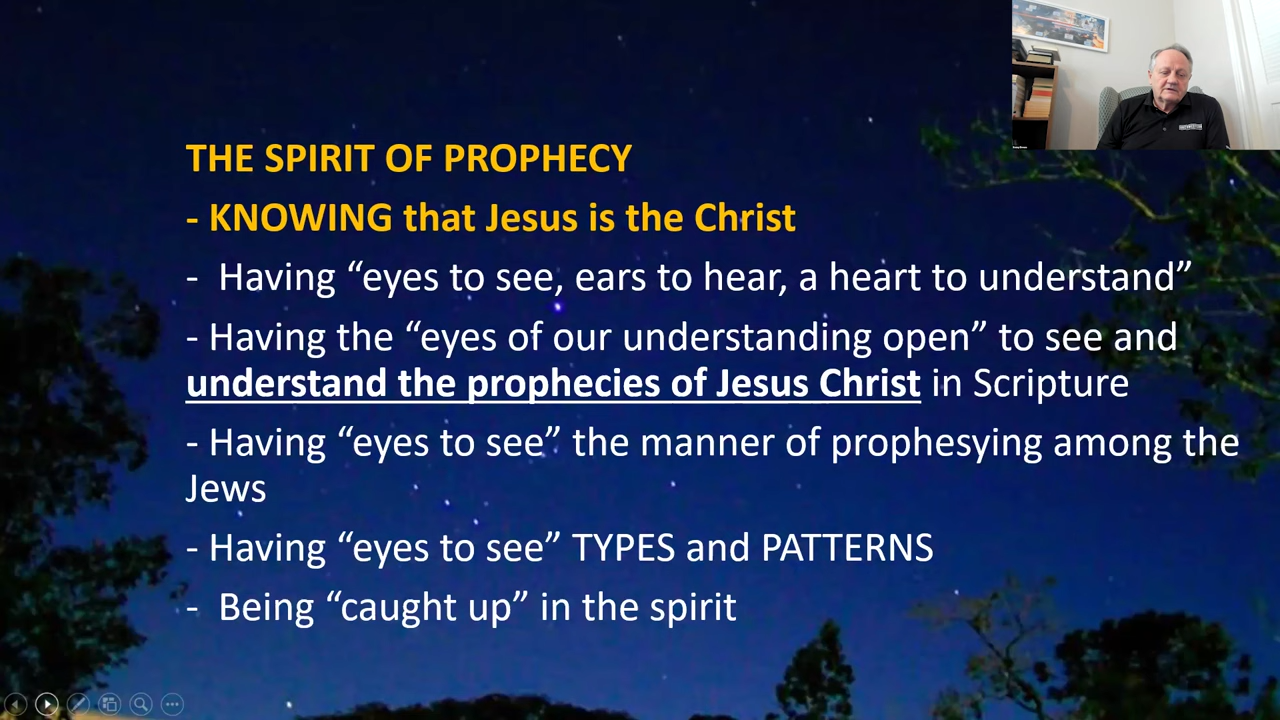 THE SPIRIT OF PROPHECY
- KNOWING that Jesus is the Christ
- Having “eyes to see, ears to hear, a heart to understand”
- Having the “eyes of our understanding open” to see and
understand the prophecies of Jesus Christ in Scripture
- Having “eyes to see” the manner of prophesying among the
Jews
- Having “eyes to see” TYPES and PATTERNS
- Being “caught up” in the spirit